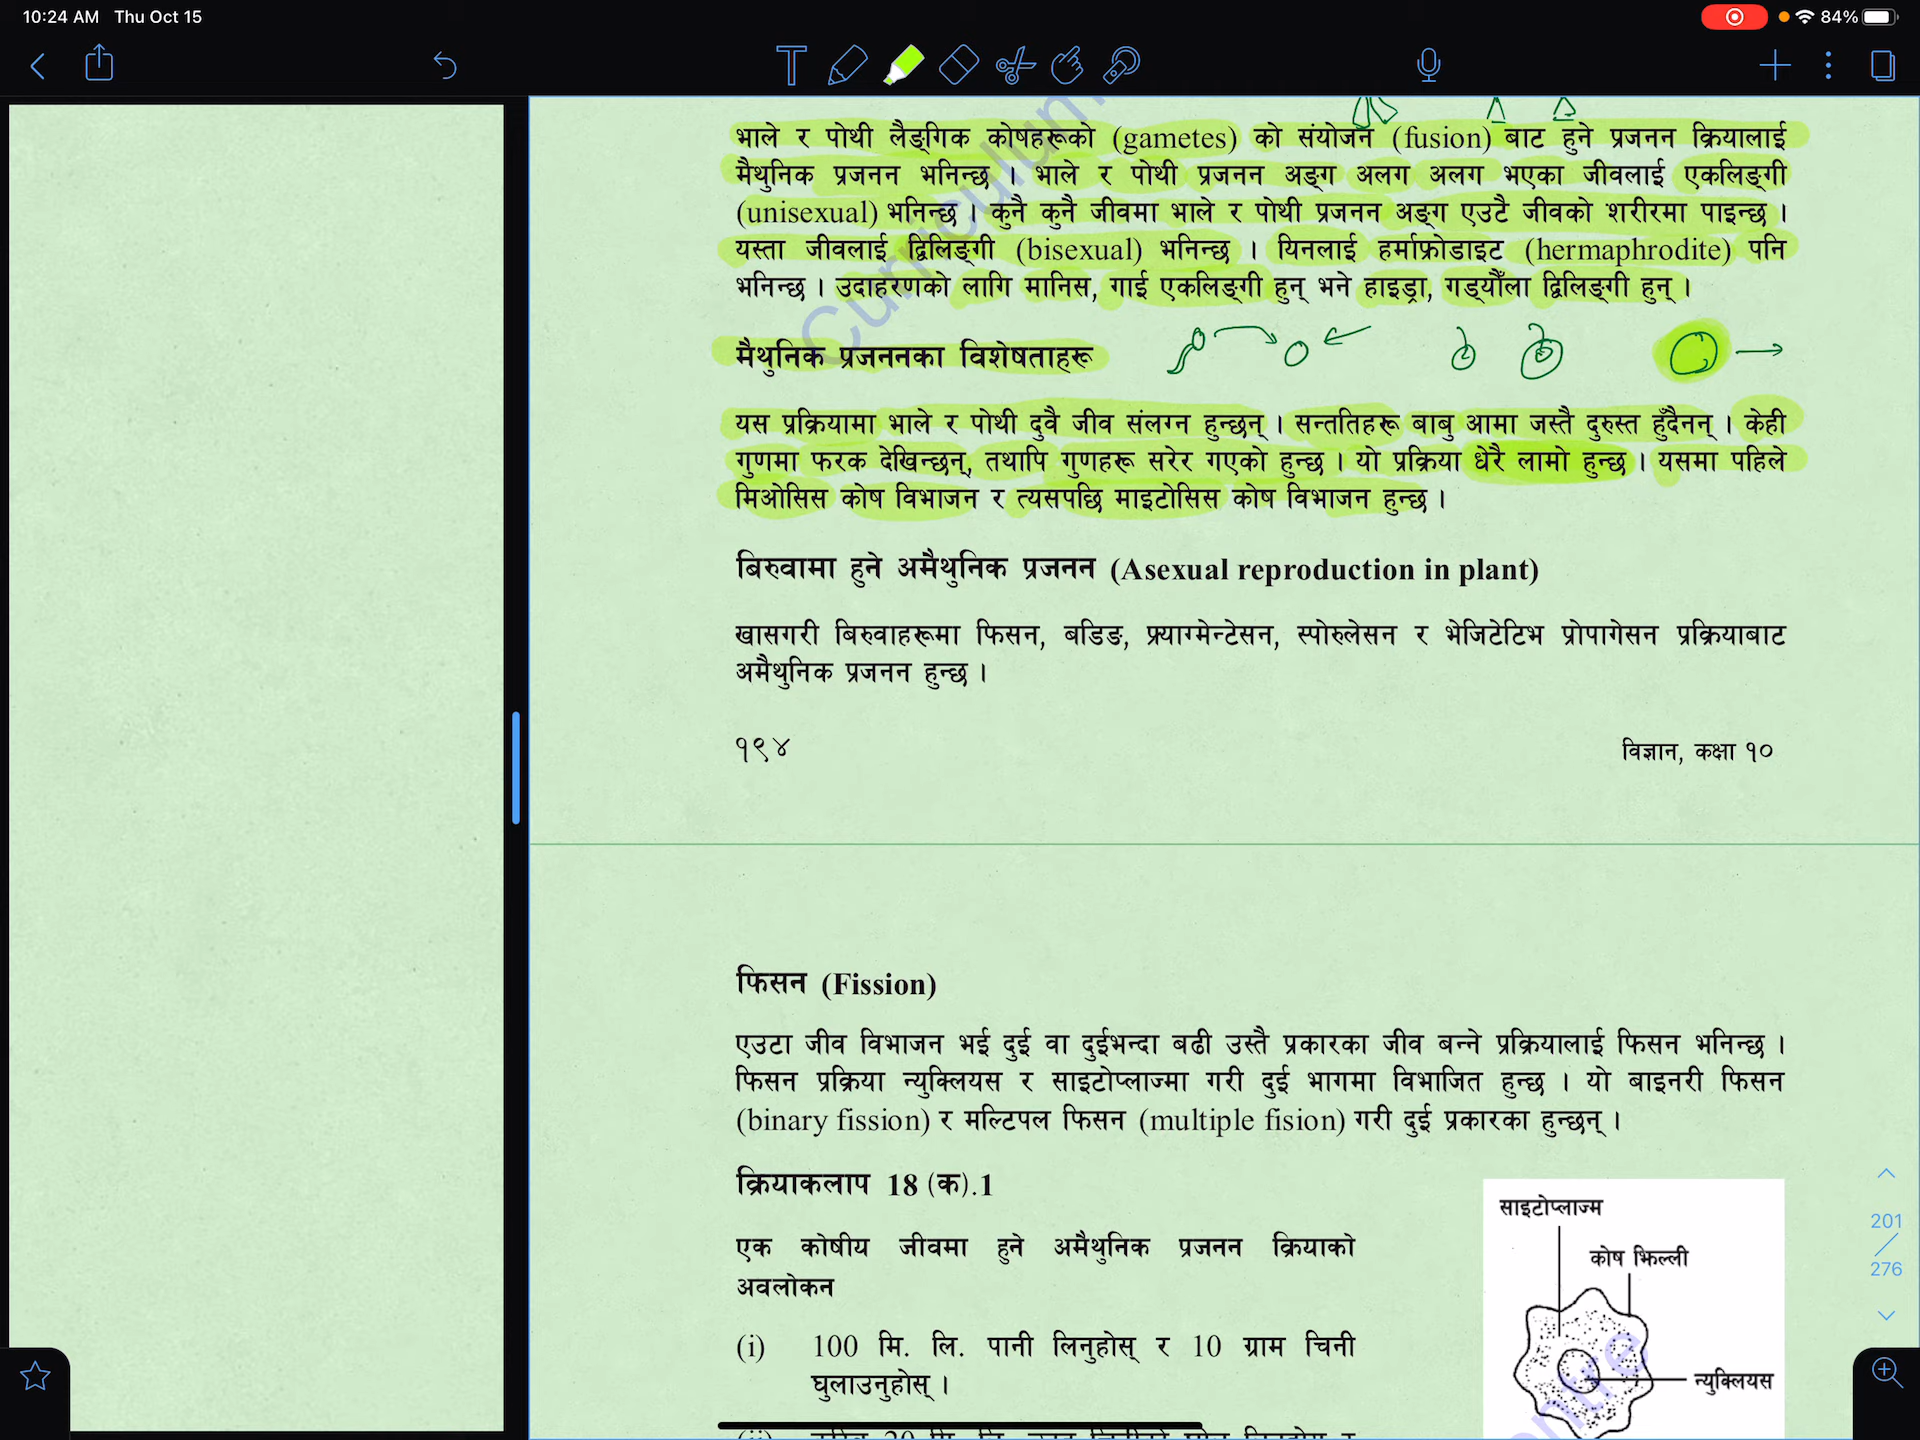 10:24 AM Thu Oct 15
84%
भाले र पोथी लैङ्गिक कोषहरूको (gametes) को संयोजन (fusion) बाट हुने प्रजनन क्रियालाई
मैथुनिक प्रजनन भनिन्छ । भाले र पोथी प्रजनन अङ्ग अलग अलग भएका जीवलाई एकलिङ्गी
(unisexual) भनिन्छ । कुनै कुनै जीवमा भाले र पोथी प्रजनन अङ्ग एउटै जीवको शरीरमा पाइन्छ ।
यस्ता जीवलाई द्विलिङ्गी (bisexual) भनिन्छ । यिनलाई हर्माफ्रोडाइट (hermaphrodite) पनि
भनिन्छ । उदाहरणको लागि मानिस, गाई एकलिङ्गी हुन् भने हाइड्रा, गड्यौँला द्विलिङ्गी हुन् ।
मैथुनिक प्रजननका विशेषताहरू
यस प्रक्रियामा भाले र पोथी दुवै जीव संलग्न हुन्छन् । सन्ततिहरू बाबु आमा जस्तै दुरुस्त हुँदैनन् । केही
गुणमा फरक देखिन्छन्, तथापि गुणहरू सरेर गएको हुन्छ । यो प्रक्रिया धेरै लामो हुन्छ । यसमा पहिले
मिओसिस कोष विभाजन र त्यसपछि माइटोसिस कोष विभाजन हुन्छ ।
बिरुवामा हुने अमैथुनिक प्रजनन (Asexual reproduction in plant)
खासगरी बिरुवाहरूमा फिसन, बडिङ, फ्र्याग्मेन्टेसन, स्पोरुलेसन र भेजिटेटिभ प्रोपागेसन प्रक्रियाबाट
अमैथुनिक प्रजनन हुन्छ ।
१९४
विज्ञान, कक्षा १०
फिसन (Fission)
एउटा जीव विभाजन भई दुई वा दुईभन्दा बढी उस्तै प्रकारका जीव बन्ने प्रक्रियालाई फिसन भनिन्छ ।
फिसन प्रक्रिया न्युक्लियस र साइटोप्लाज्मा गरी दुई भागमा विभाजित हुन्छ । यो बाइनरी फिसन
(binary fission) र मल्टिपल फिसन (multiple fision) गरी दुई प्रकारका हुन्छन् ।
क्रियाकलाप 18 (क).1
साइटोप्लाज्म
कोष झिल्ली
न्युक्लियस
एक कोषीय जीवमा हुने अमैथुनिक प्रजनन क्रियाको
अवलोकन
(i) 100 मि. लि. पानी लिनुहोस् र 10 ग्राम चिनी
घुलाउनुहोस् ।
201
276
Curriculum